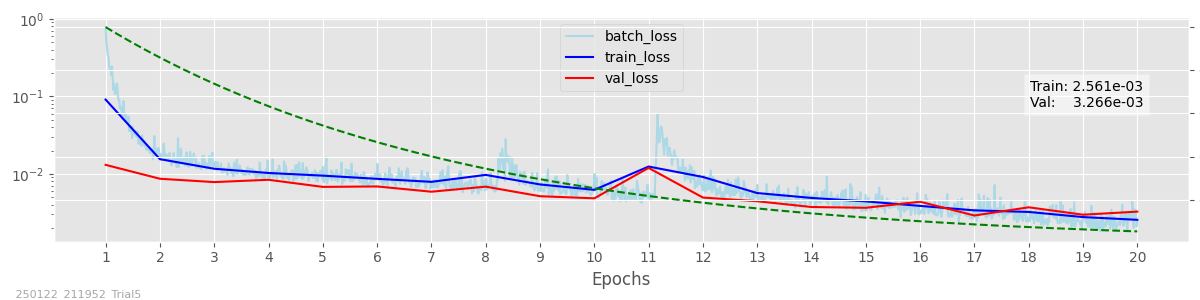 10⁰
10⁻¹
10⁻²
batch_loss
train_loss
val_loss
Train: 2.561e-03
Val: 3.266e-03
1 2 3 4 5 6 7 8 9 10 11 12 13 14 15 16 17 18 19 20
Epochs
250122_211952_Trial5